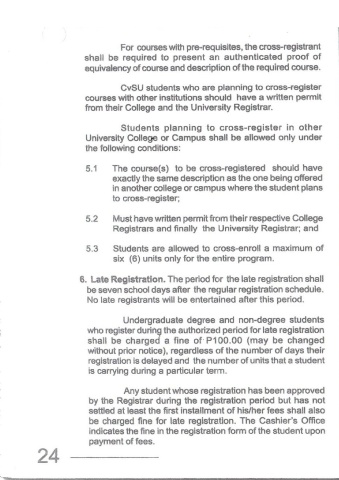 For courses with pre-requisites, the cross-registrant
shall be required to present an authenticated proof of
equivalency of course and description of the required course.
CvSU students who are planning to cross-register
courses with other institutions should have a written permit
from their College and the University Registrar.
Students planning to cross-register in other
University College or Campus shall be allowed only under
the following conditions:
5.1 The course(s) to be cross-registered should have
exactly the same description as the one being offered
in another college or campus where the student plans
to cross-register;
5.2 Must have written permit from their respective College
Registrars and finally the University Registrar; and
5.3 Students are allowed to cross-enroll a maximum of
six (6) units only for the entire program.
6. Late Registration. The period for the late registration shall
be seven school days after the regular registration schedule.
No late registrants will be entertained after this period.
Undergraduate degree and non-degree students
who register during the authorized period for late registration
shall be charged a fine of P100.00 (may be changed
without prior notice), regardless of the number of days their
registration is delayed and the number of units that a student
is carrying during a particular term.
Any student whose registration has been approved
by the Registrar during the registration period but has not
settled at least the first installment of his/her fees shall also
be charged fine for late registration. The Cashier's Office
indicates the fine in the registration form of the student upon
payment of fees.
24